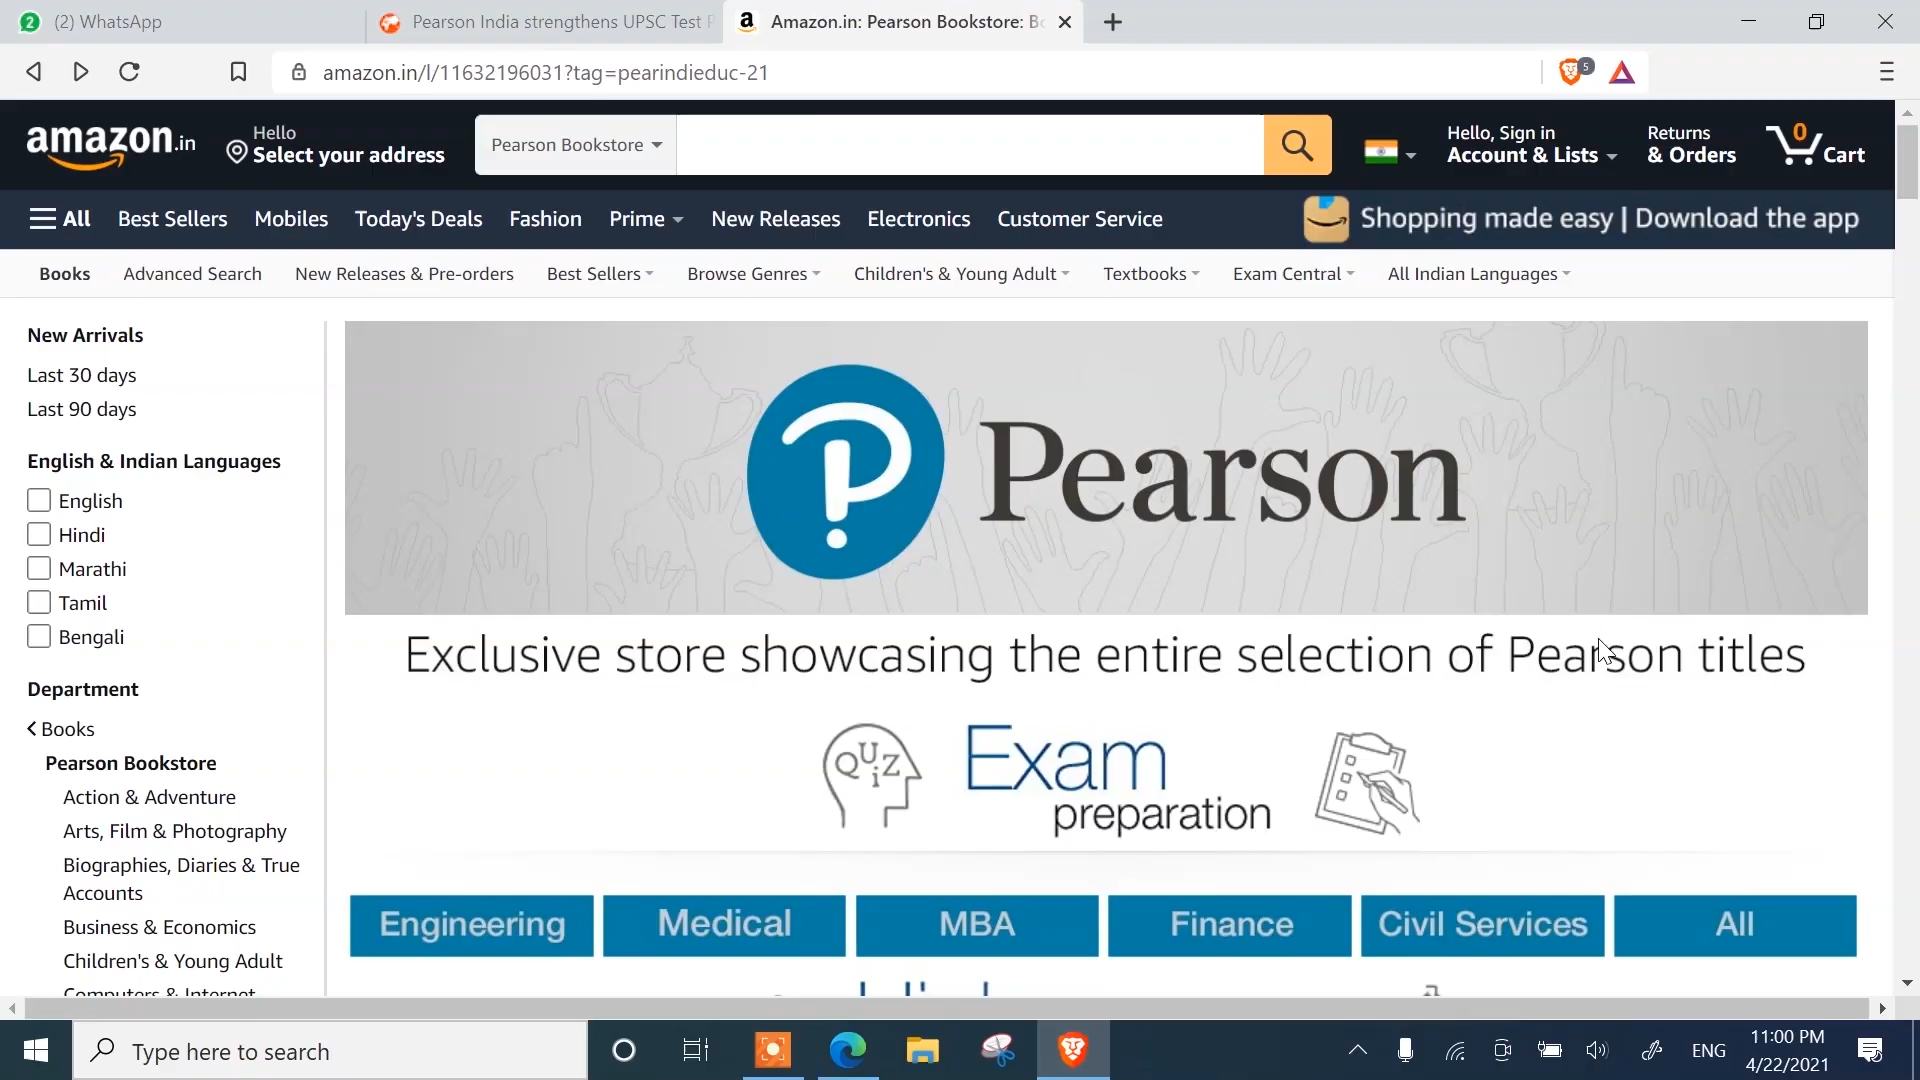 2 (2) WhatsApp
Pearson India strengthens UPSC Test P
Amazon.in: Pearson Bookstore: Bo
amazon.in/l/11632196031?tag=pearindieduc-21
5
amazon.in
Hello
Select your address
Pearson Bookstore
Hello, Sign in
Account & Lists
Returns
& Orders
0
Cart
All Best Sellers Mobiles Today's Deals Fashion Prime New Releases Electronics Customer Service
Shopping made easy | Download the app
Books Advanced Search New Releases & Pre-orders Best Sellers Browse Genres Children's & Young Adult Textbooks Exam Central All Indian Languages
New Arrivals
Last 30 days
Last 90 days
English & Indian Languages
English
Hindi
Marathi
Tamil
Bengali
Department
Books
Pearson Bookstore
Action & Adventure
Arts, Film & Photography
Biographies, Diaries & True
Accounts
Business & Economics
Children's & Young Adult
Computers & Internet
Pearson
Exclusive store showcasing the entire selection of Pearson titles
QUiZ
Exam
preparation
Engineering Medical MBA Finance Civil Services All
Type here to search
ENG
11:00 PM
4/22/2021